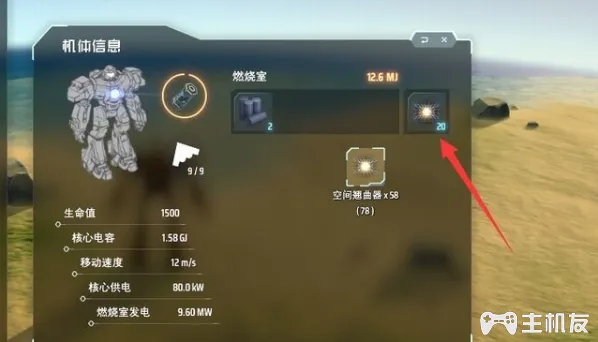 机体信息
燃烧室 12.6 MJ
2
20
9 / 9
空间翘曲器 x 58
(78)
生命值 1500
核心电容 1.58 GJ
移动速度 12 m/s
核心供电 80.0 kW
燃烧室发电 9.60 MW
主机友